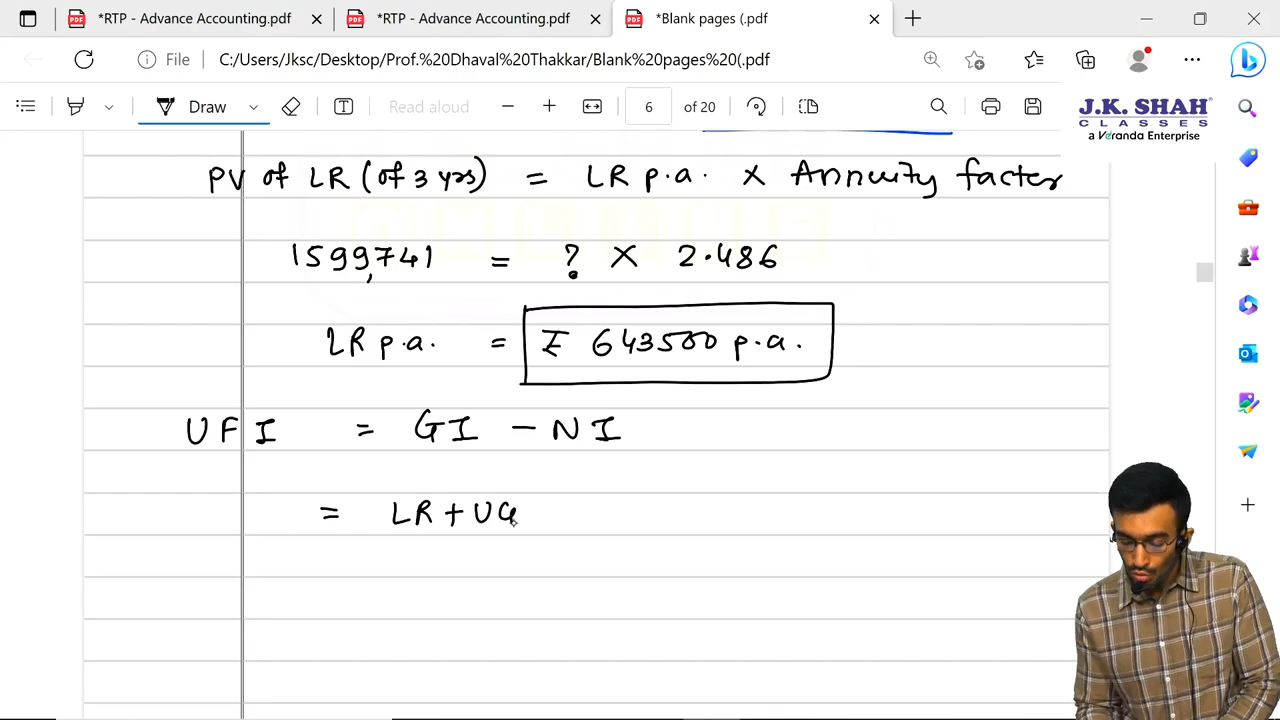 *RTP - Advance Accounting.pdf
*RTP - Advance Accounting.pdf
*Blank pages (.pdf
File
C:/Users/Jksc/Desktop/Prof.%20Dhaval%20Thakkar/Blank%20pages%20(.pdf
Draw
Read aloud
6
of 20
J.K. SHAH
CLASSES
a Veranda Enterprise
PV of LR (of 3 yrs) = LR p.a. X Annuity factor
1599,741 = ? X 2.486
LR p.a. = ₹ 643500 p.a.
UFI = GI - NI
= LR + UG